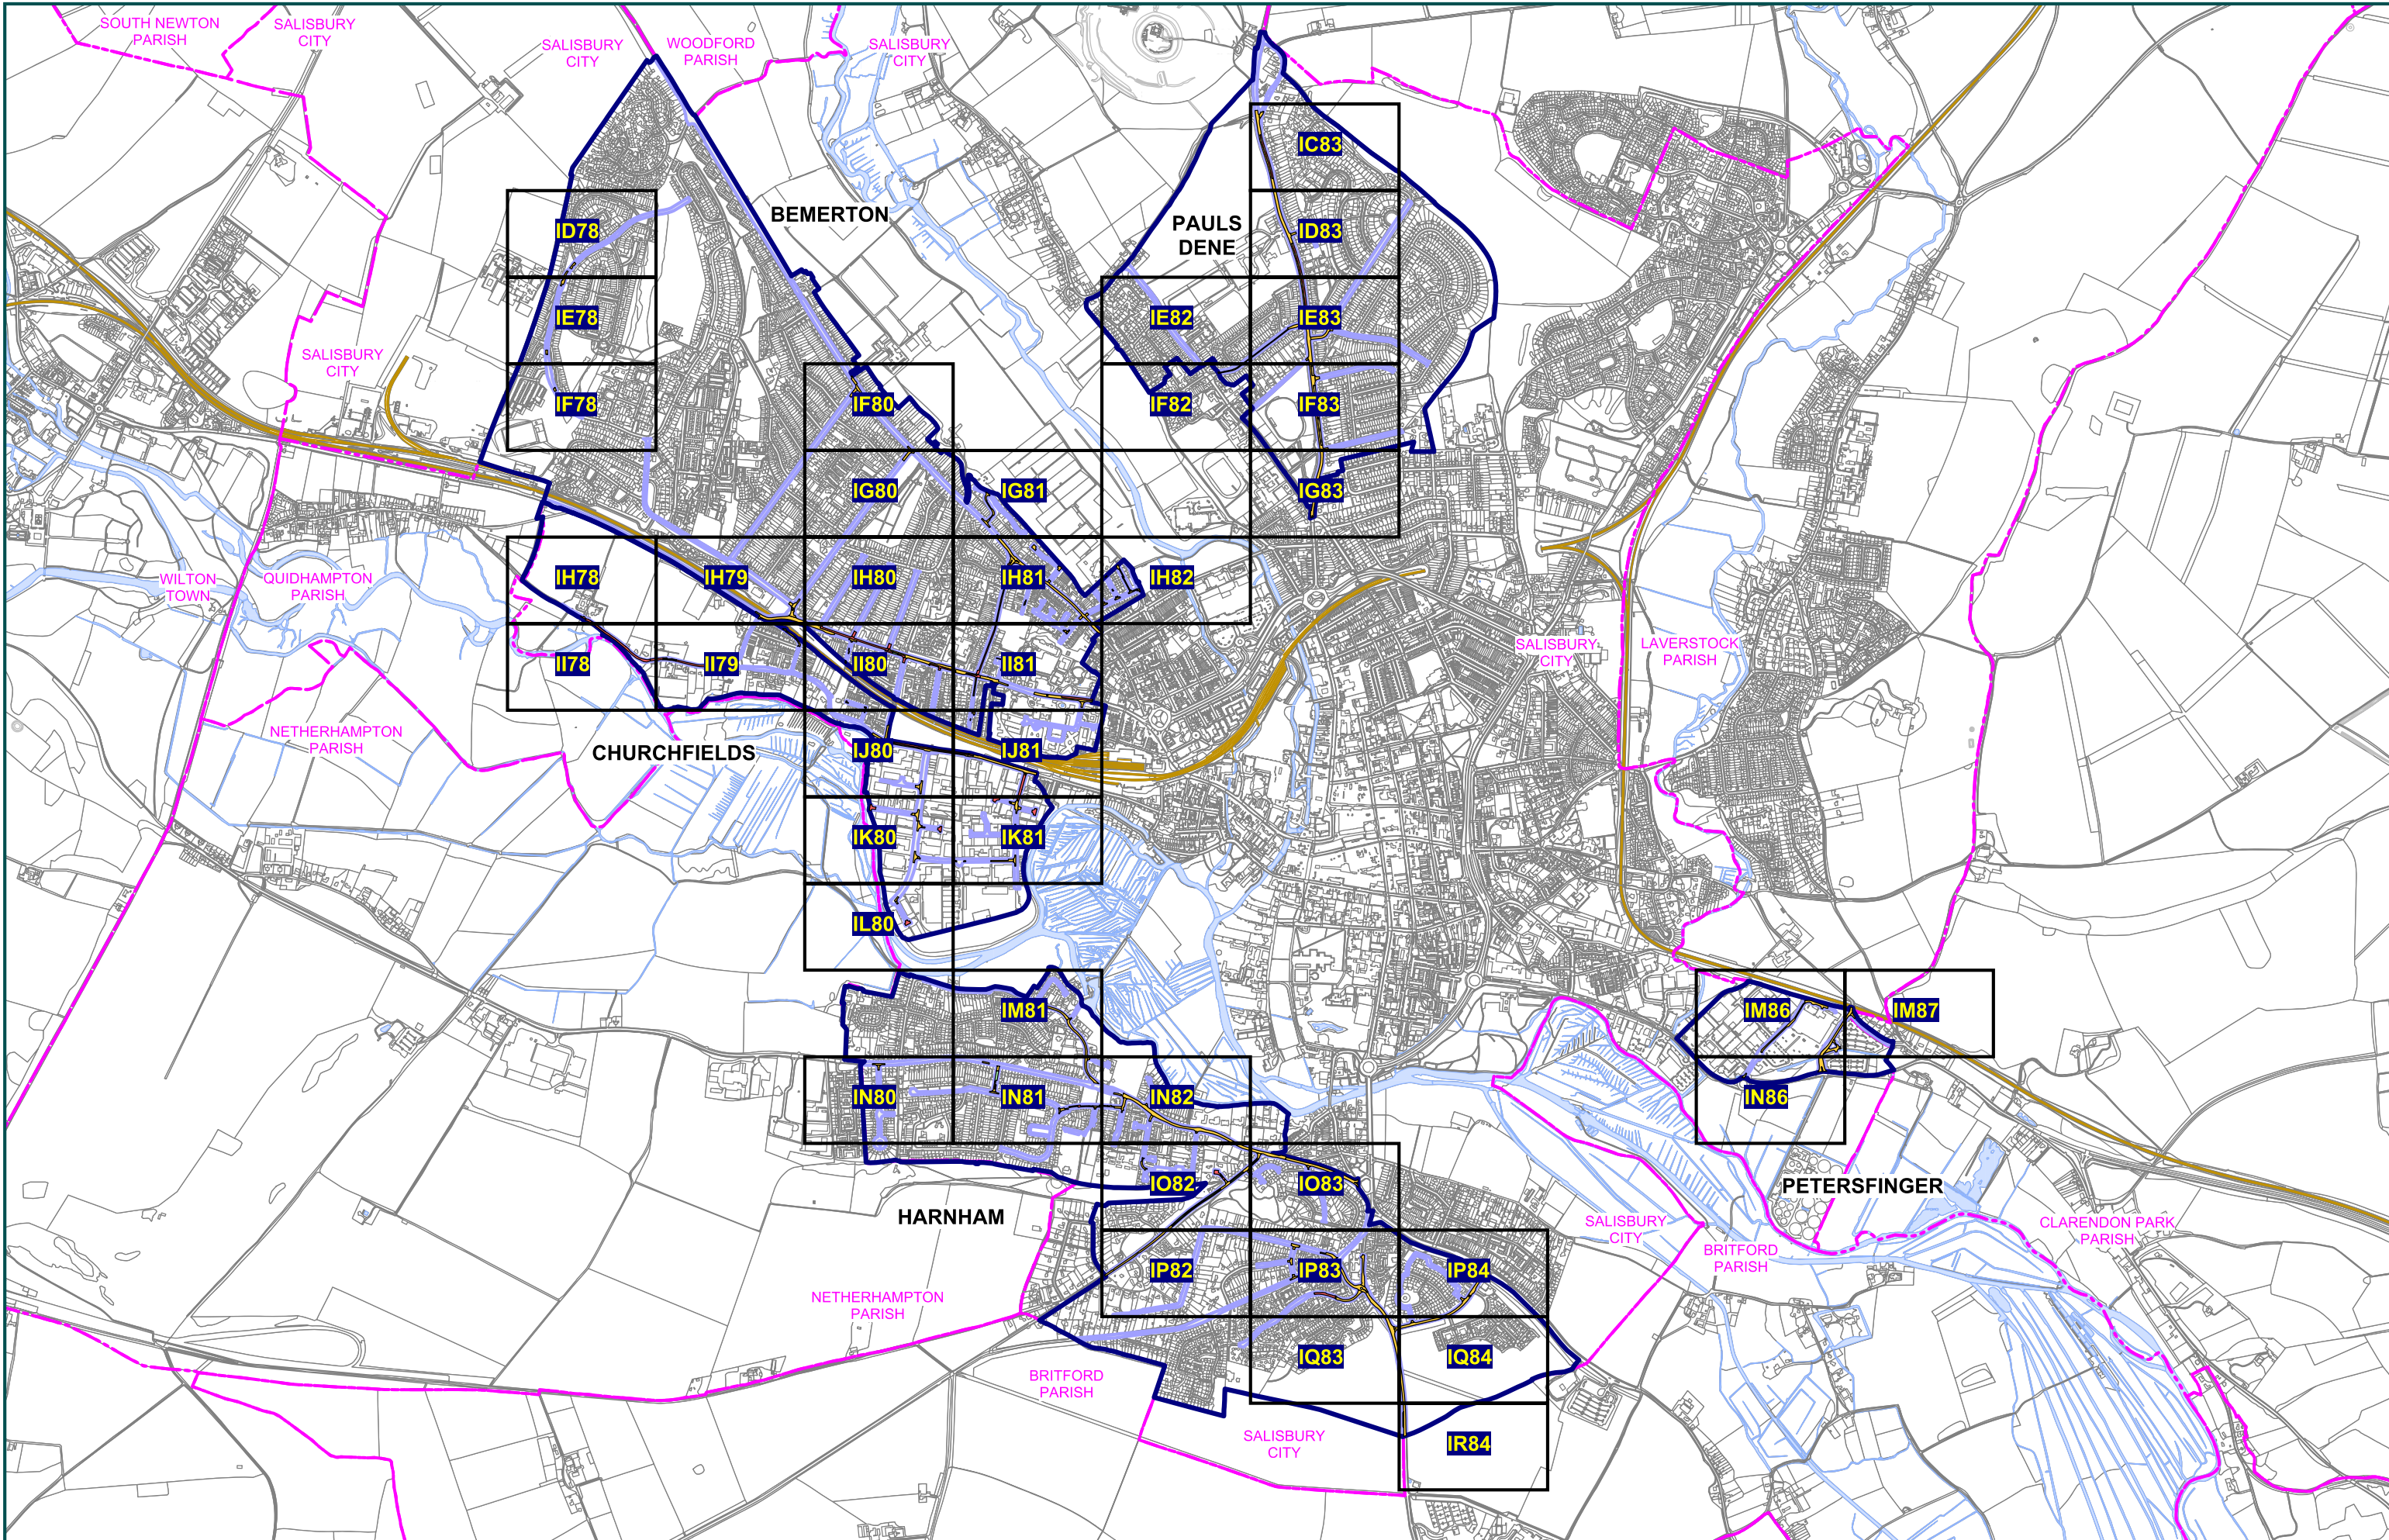 SOUTH NEWTON
PARISH
SALISBURY
CITY
SALISBURY
CITY
WOODFORD
PARISH
SALISBURY
CITY
IC83
BEMERTON
PAULS
DENE
ID78
ID83
IE78
IE82
IE83
SALISBURY
CITY
IF78
IF80
IF82
IF83
IG80
IG81
IG83
WILTON
TOWN
QUIDHAMPTON
PARISH
IH78
IH79
IH80
IH81
IH82
SALISBURY
CITY
LAVERSTOCK
PARISH
II78
II79
II80
II81
NETHERHAMPTON
PARISH
CHURCHFIELDS
IJ80
IJ81
IK80
IK81
IL80
IM81
IM86
IM87
IN80
IN81
IN82
IN86
IO82
IO83
PETERSFINGER
HARNHAM
SALISBURY
CITY
BRITFORD
PARISH
CLARENDON PARK
PARISH
IP82
IP83
IP84
NETHERHAMPTON
PARISH
IQ83
IQ84
BRITFORD
PARISH
SALISBURY
CITY
IR84